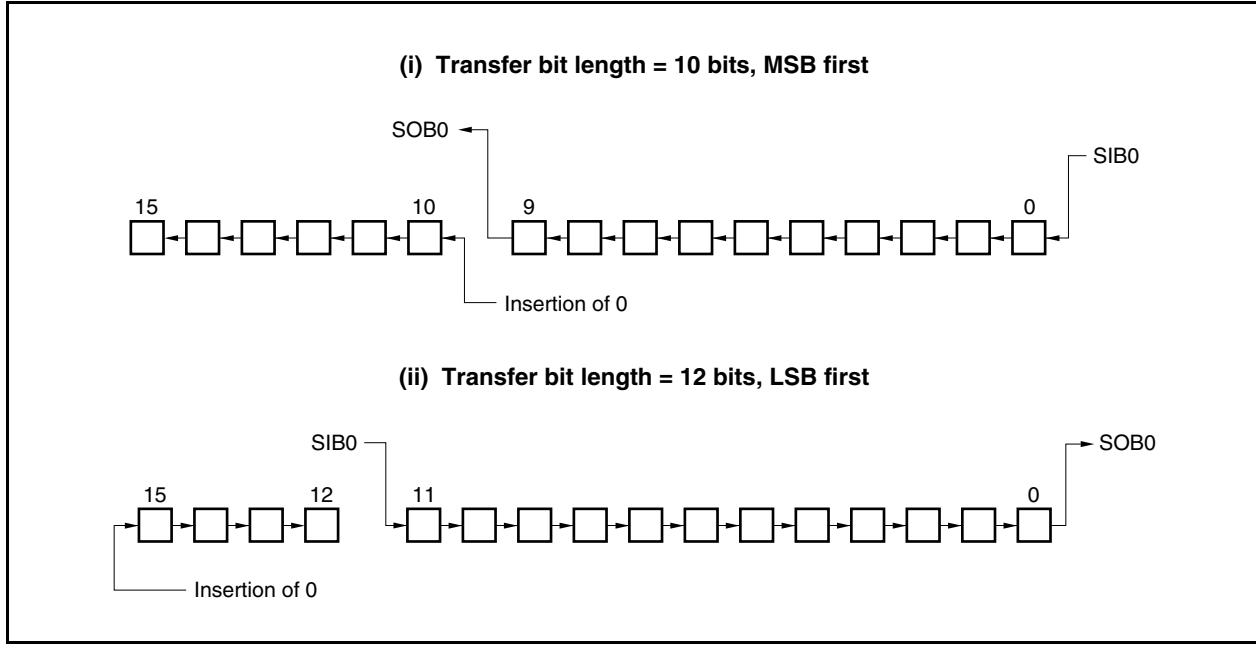 (i) Transfer bit length = 10 bits, MSB first
SOB0
SIB0
15 10 9 0
Insertion of 0
(ii) Transfer bit length = 12 bits, LSB first
SIB0 SOB0
15 12 11 0
Insertion of 0